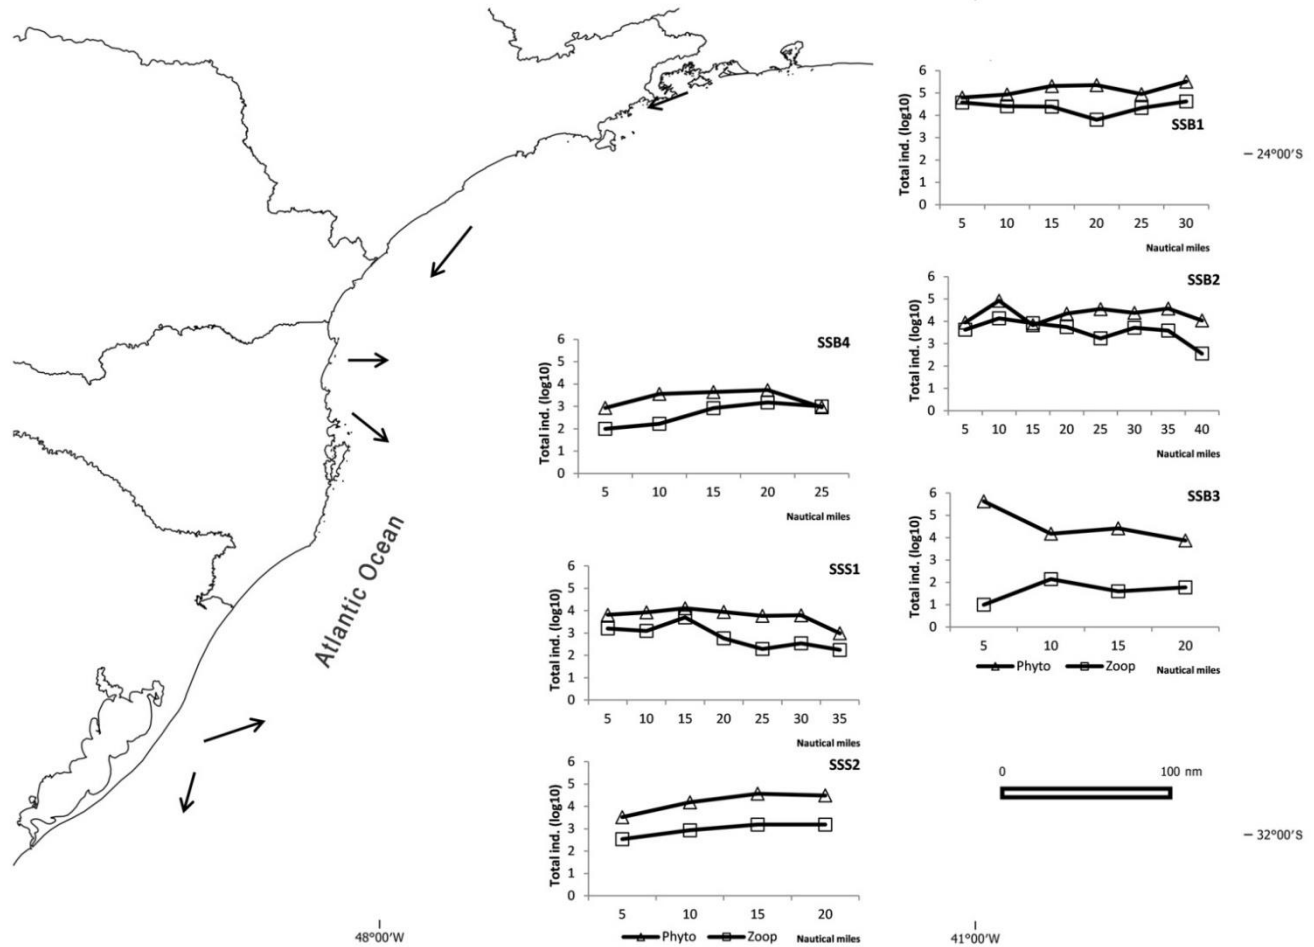 6
5
4
3
2
1
0
Total ind. (log10)
SSB1
5 10 15 20 25 30
Nautical miles
– 24°00'S
6
5
4
3
2
1
0
Total ind. (log10)
SSB2
5 10 15 20 25 30 35 40
Nautical miles
6
5
4
3
2
1
0
Total ind. (log10)
SSB4
5 10 15 20 25
Nautical miles
6
5
4
3
2
1
0
Total ind. (log10)
SSB3
5 10 15 20
Phyto Zoop Nautical miles
Atlantic Ocean
6
5
4
3
2
1
0
Total ind. (log10)
SSS1
5 10 15 20 25 30 35
Nautical miles
6
5
4
3
2
1
0
Total ind. (log10)
SSS2
5 10 15 20
Phyto Zoop Nautical miles
0 100 nm
– 32°00'S
48°00'W
41°00'W